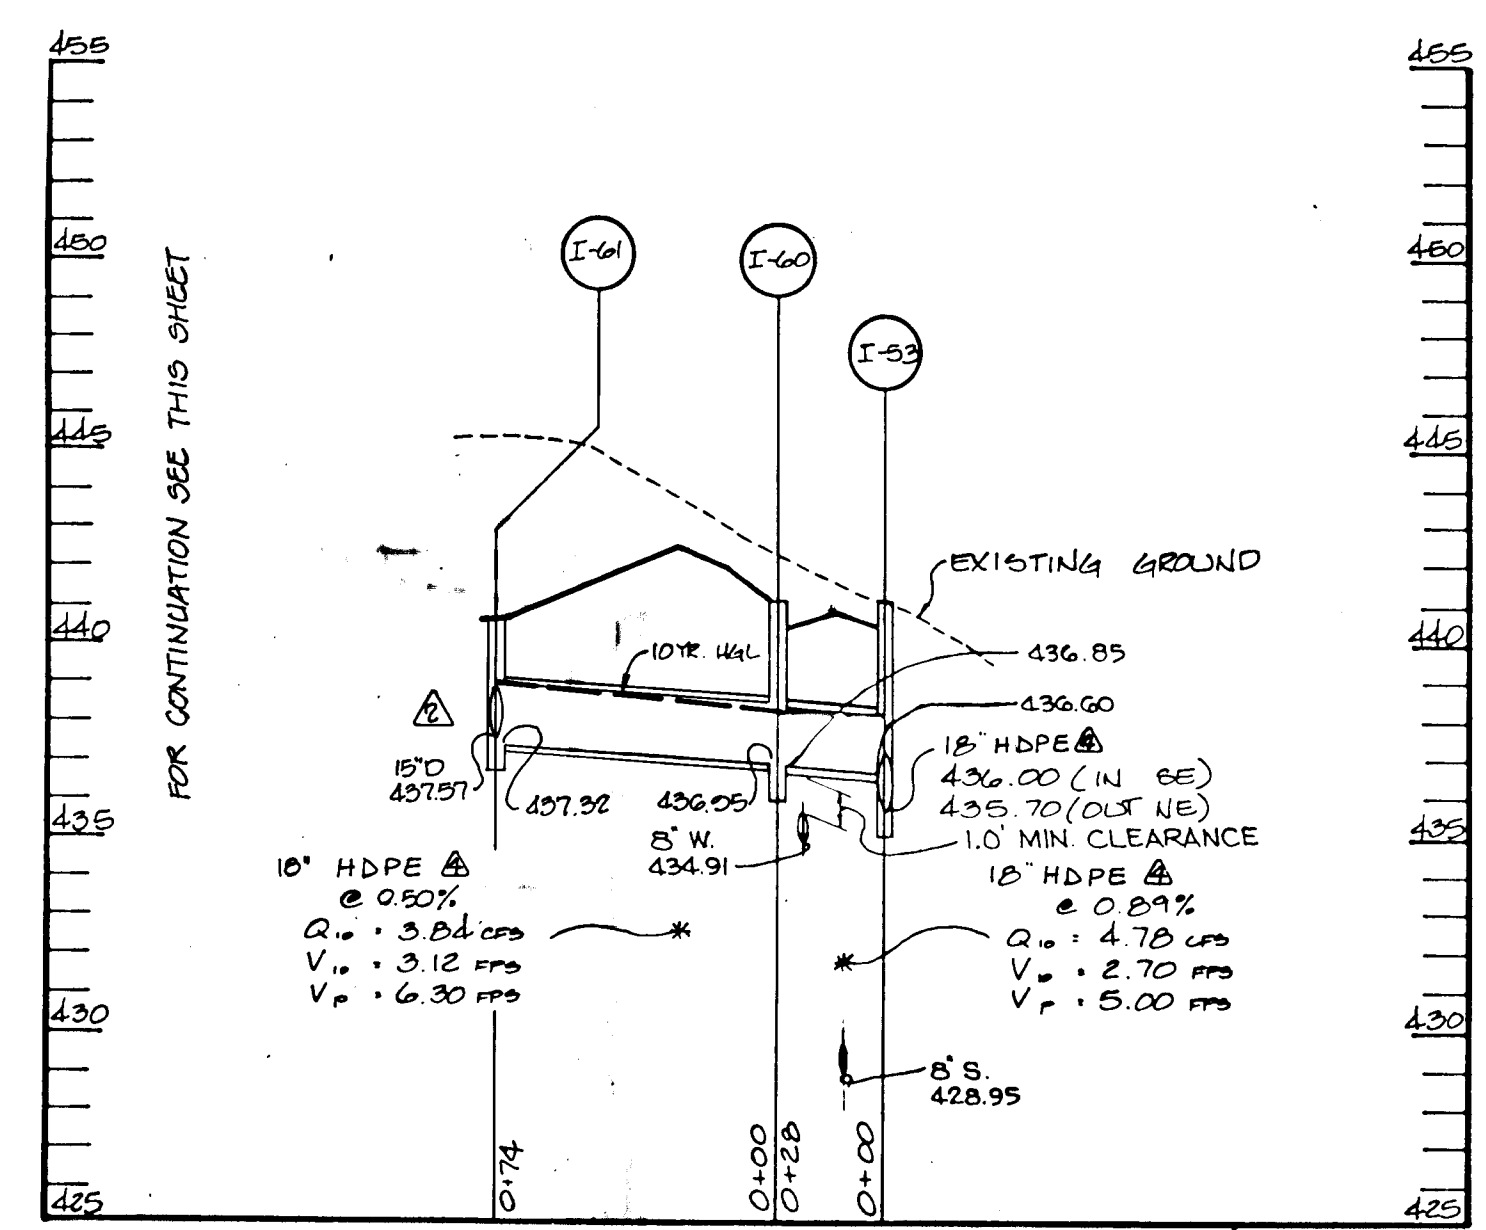 455
450
445
440
435
430
425
FOR CONTINUATION SEE THIS SHEET
I-61
I-60
I-53
EXISTING GROUND
10 YR. HGL
436.85
436.60
2
15"D
437.57
437.32
436.95
8" W.
434.91
18" HDPE 4
436.00 (IN SE)
435.70 (OUT NE)
1.0' MIN. CLEARANCE
18" HDPE 4
@ 0.50%
Q10 = 3.84 CFS
V10 = 3.12 FPS
VP = 6.30 FPS
18" HDPE 4
@ 0.89%
Q10 = 4.78 CFS
V10 = 2.70 FPS
VP = 5.00 FPS
8" S.
428.95
0+74
0+00
0+28
0+00
455
450
445
440
435
430
425